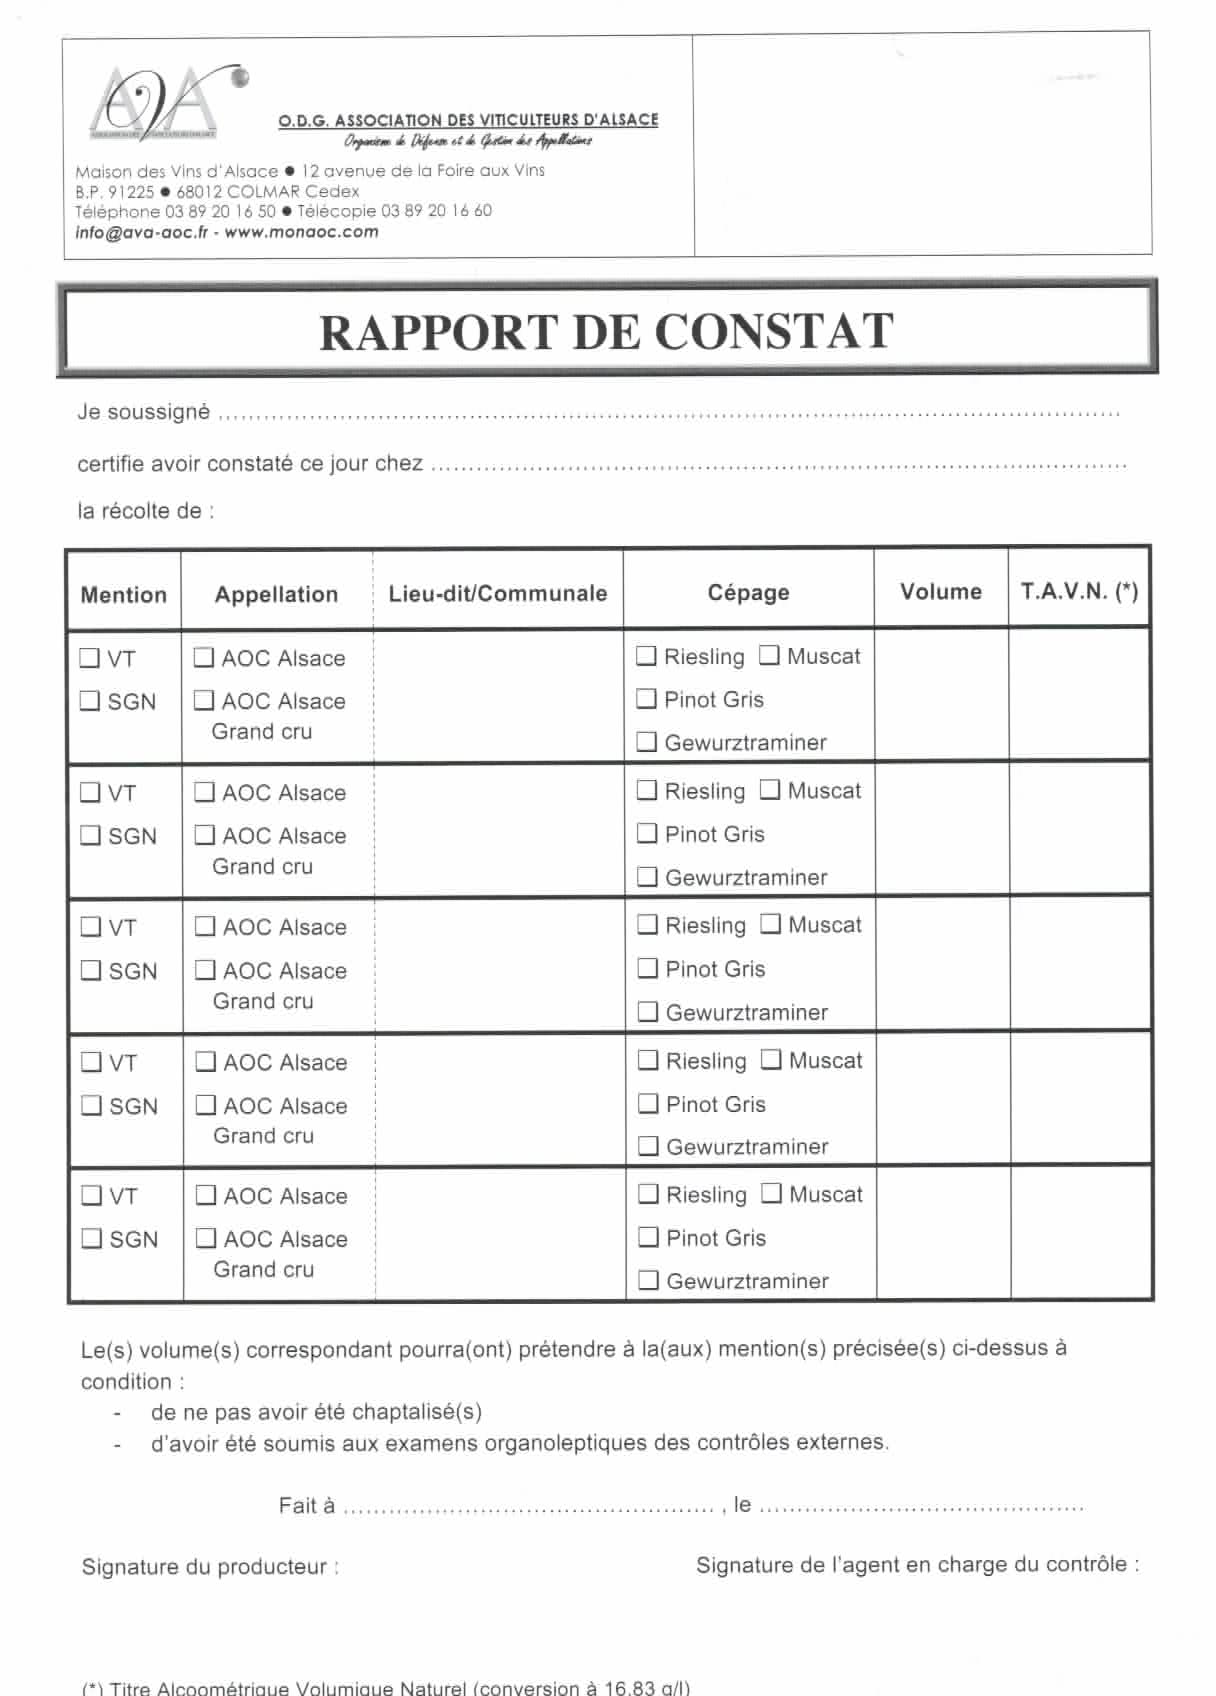 AVA
ASSOCIATION DES VITICULTEURS D'ALSACE
O.D.G. ASSOCIATION DES VITICULTEURS D'ALSACE
Organisme de Défense et de Gestion des Appellations
Maison des Vins d'Alsace ● 12 avenue de la Foire aux Vins
B.P. 91225 ● 68012 COLMAR Cedex
Téléphone 03 89 20 16 50 ● Télécopie 03 89 20 16 60
info@ava-aoc.fr - www.monaoc.com
RAPPORT DE CONSTAT
Je soussigné ........................................
certifie avoir constaté ce jour chez ........................................
la récolte de :
Mention Appellation Lieu-dit/Communale Cépage Volume T.A.V.N. (*)
☐ VT ☐ AOC Alsace ☐ Riesling ☐ Muscat
☐ SGN ☐ AOC Alsace ☐ Pinot Gris
Grand cru
☐ Gewurztraminer
☐ VT ☐ AOC Alsace ☐ Riesling ☐ Muscat
☐ SGN ☐ AOC Alsace ☐ Pinot Gris
Grand cru
☐ Gewurztraminer
☐ VT ☐ AOC Alsace ☐ Riesling ☐ Muscat
☐ SGN ☐ AOC Alsace ☐ Pinot Gris
Grand cru
☐ Gewurztraminer
☐ VT ☐ AOC Alsace ☐ Riesling ☐ Muscat
☐ SGN ☐ AOC Alsace ☐ Pinot Gris
Grand cru
☐ Gewurztraminer
☐ VT ☐ AOC Alsace ☐ Riesling ☐ Muscat
☐ SGN ☐ AOC Alsace ☐ Pinot Gris
Grand cru
☐ Gewurztraminer
Le(s) volume(s) correspondant pourra(ont) prétendre à la(aux) mention(s) précisée(s) ci-dessus à
condition :
- de ne pas avoir été chaptalisé(s)
- d'avoir été soumis aux examens organoleptiques des contrôles externes.
Fait à ........................................ , le ........................................
Signature du producteur : Signature de l'agent en charge du contrôle :
(*) Titre Alcoométrique Volumique Naturel (conversion à 16.83 g/l)